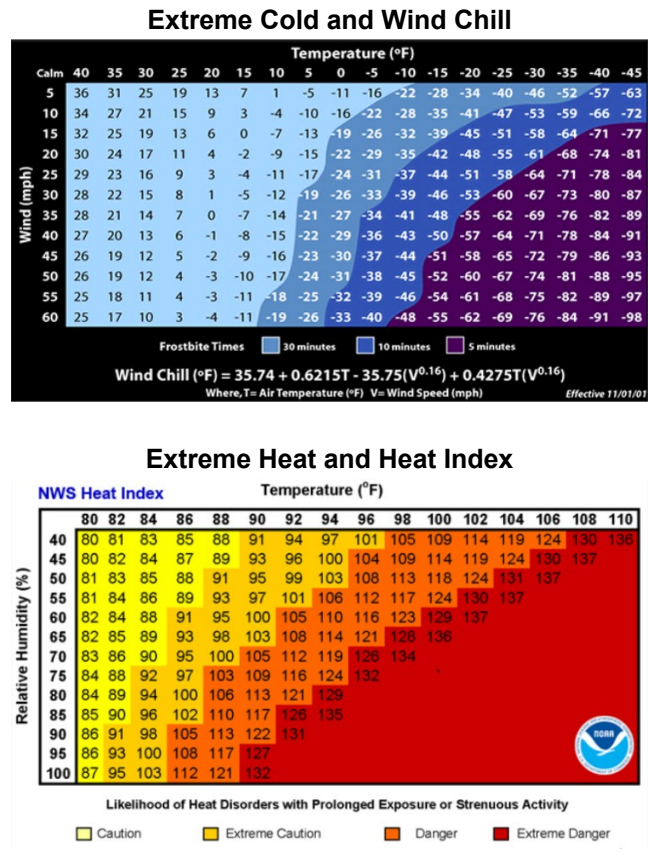 Extreme Cold and Wind Chill
Temperature (ºF)
Calm 40 35 30 25 20 15 10 5 0 -5 -10 -15 -20 -25 -30 -35 -40 -45
5 36 31 25 19 13 7 1 -5 -11 -16 -22 -28 -34 -40 -46 -52 -57 -63
10 34 27 21 15 9 3 -4 -10 -16 -22 -28 -35 -41 -47 -53 -59 -66 -72
15 32 25 19 13 6 0 -7 -13 -19 -26 -32 -39 -45 -51 -58 -64 -71 -77
20 30 24 17 11 4 -2 -9 -15 -22 -29 -35 -42 -48 -55 -61 -68 -74 -81
25 29 23 16 9 3 -4 -11 -17 -24 -31 -37 -44 -51 -58 -64 -71 -78 -84
30 28 22 15 8 1 -5 -12 -19 -26 -33 -39 -46 -53 -60 -67 -73 -80 -87
35 28 21 14 7 0 -7 -14 -21 -27 -34 -41 -48 -55 -62 -69 -76 -82 -89
40 27 20 13 6 -1 -8 -15 -22 -29 -36 -43 -50 -57 -64 -71 -78 -84 -91
45 26 19 12 5 -2 -9 -16 -23 -30 -37 -44 -51 -58 -65 -72 -79 -86 -93
50 26 19 12 4 -3 -10 -17 -24 -31 -38 -45 -52 -60 -67 -74 -81 -88 -95
55 25 18 11 4 -3 -11 -18 -25 -32 -39 -46 -54 -61 -68 -75 -82 -89 -97
60 25 17 10 3 -4 -11 -19 -26 -33 -40 -48 -55 -62 -69 -76 -84 -91 -98
Wind (mph)
Frostbite Times 30 minutes 10 minutes 5 minutes
Wind Chill (ºF) = 35.74 + 0.6215T - 35.75(V^0.16) + 0.4275T(V^0.16)
Where, T= Air Temperature (ºF) V= Wind Speed (mph) Effective 11/01/01
Extreme Heat and Heat Index
NWS Heat Index Temperature (°F)
80 82 84 86 88 90 92 94 96 98 100 102 104 106 108 110
40 80 81 83 85 88 91 94 97 101 105 109 114 119 124 130 136
45 80 82 84 87 89 93 96 100 104 109 114 119 124 130 137
50 81 83 85 88 91 95 99 103 108 113 118 124 131 137
55 81 84 86 89 93 97 101 106 112 117 124 130 137
60 82 84 88 91 95 100 105 110 116 123 129 137
65 82 85 89 93 98 103 108 114 121 128 136
70 83 86 90 95 100 105 112 119 126 134
75 84 88 92 97 103 109 116 124 132
80 84 89 94 100 106 113 121 129
85 85 90 96 102 110 117 126 135
90 86 91 98 105 113 122 131
95 86 93 100 108 117 127
100 87 95 103 112 121 132
Relative Humidity (%)
NOAA
Likelihood of Heat Disorders with Prolonged Exposure or Strenuous Activity
Caution Extreme Caution Danger Extreme Danger